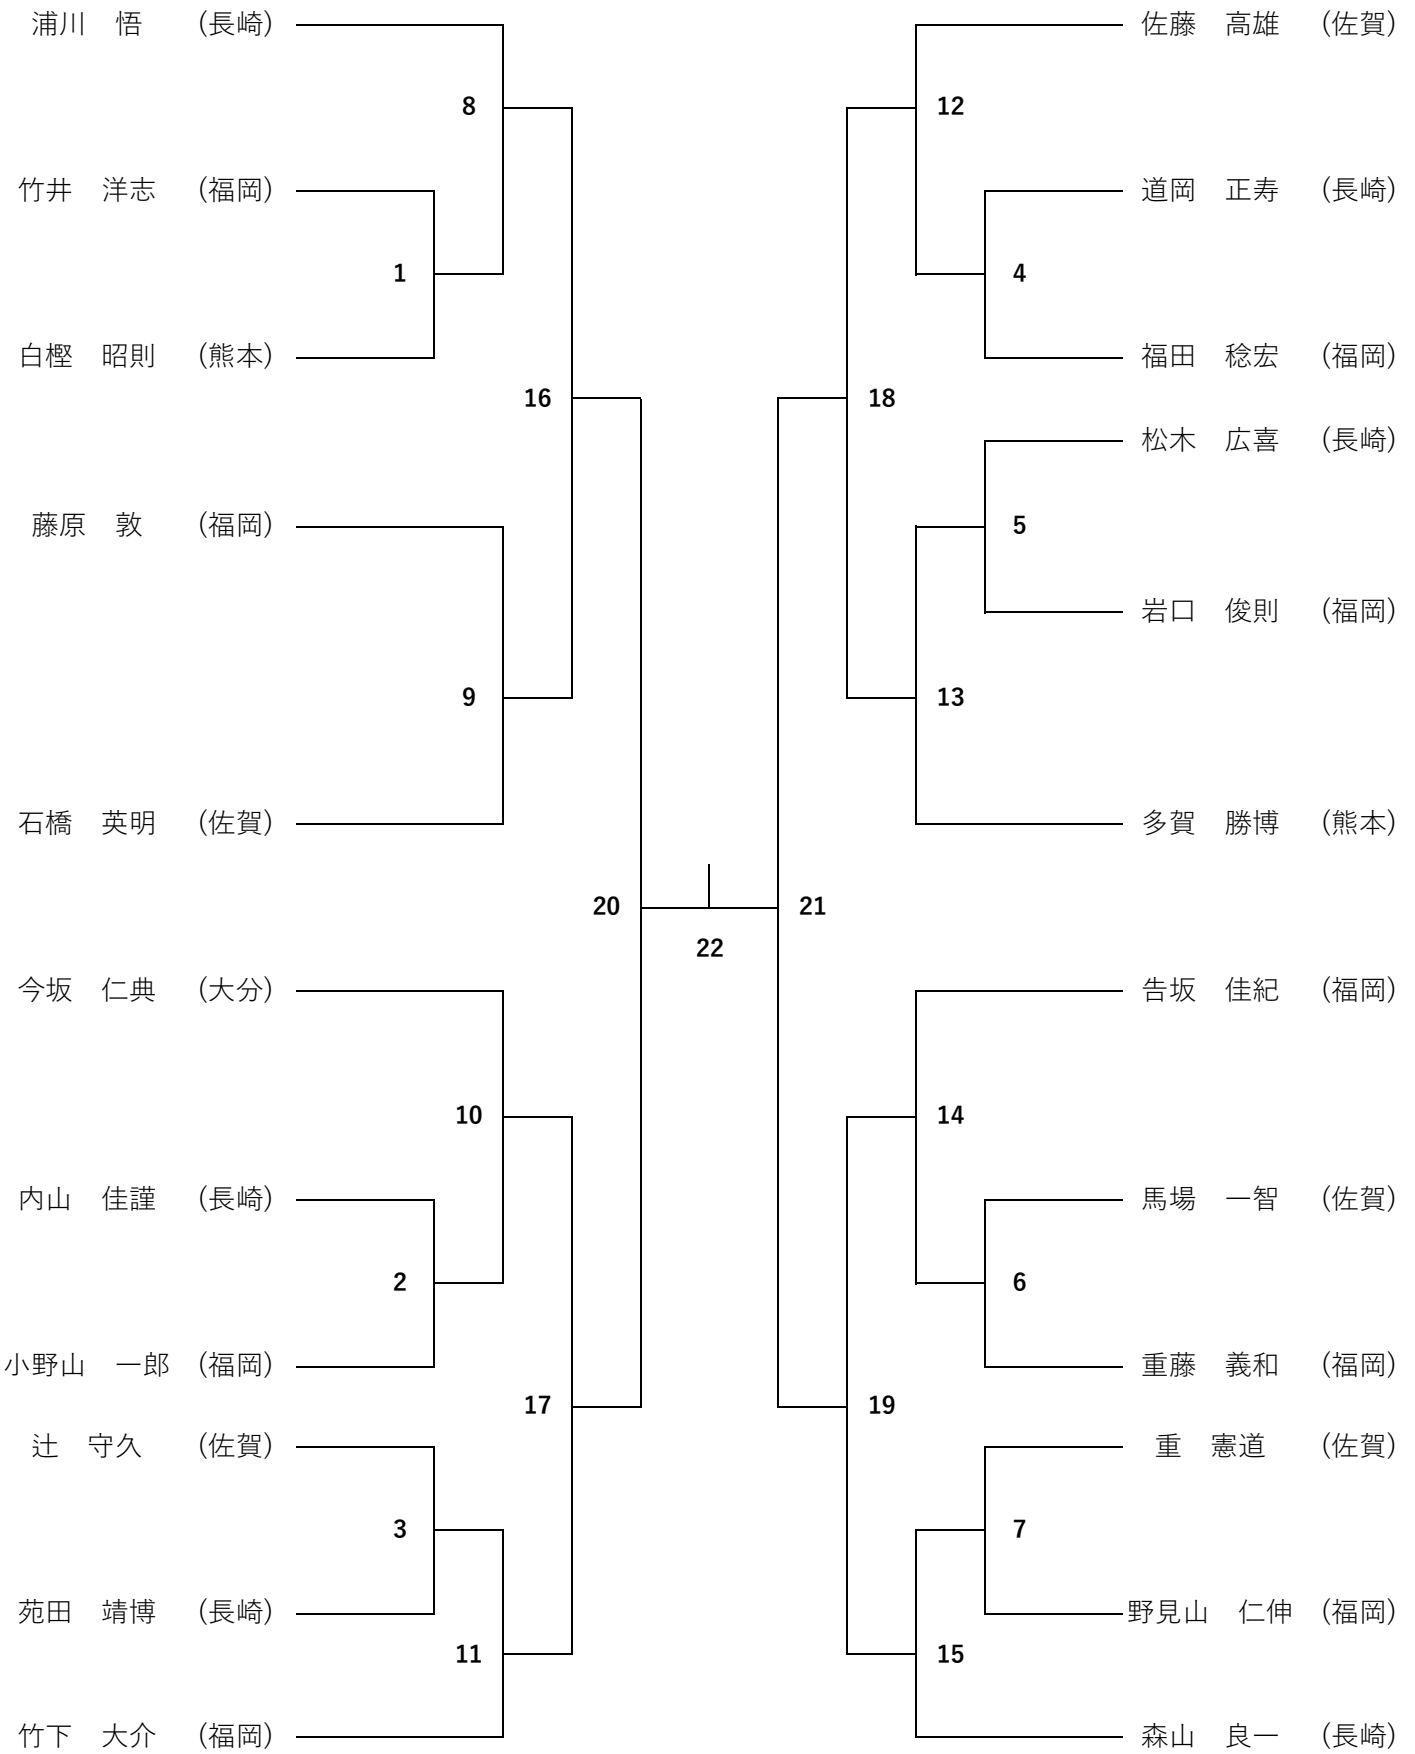 浦川　悟　（長崎）
8
竹井　洋志　（福岡）
1
白樫　昭則　（熊本）
16
藤原　敦　（福岡）
9
石橋　英明　（佐賀）
20
今坂　仁典　（大分）
10
内山　佳謹　（長崎）
2
小野山　一郎　（福岡）
17
辻　守久　（佐賀）
3
苑田　靖博　（長崎）
11
竹下　大介　（福岡）
22
佐藤　高雄　（佐賀）
12
道岡　正寿　（長崎）
4
福田　稔宏　（福岡）
18
松木　広喜　（長崎）
5
岩口　俊則　（福岡）
13
多賀　勝博　（熊本）
21
告坂　佳紀　（福岡）
14
馬場　一智　（佐賀）
6
重藤　義和　（福岡）
19
重　憲道　（佐賀）
7
野見山　仁伸　（福岡）
15
森山　良一　（長崎）